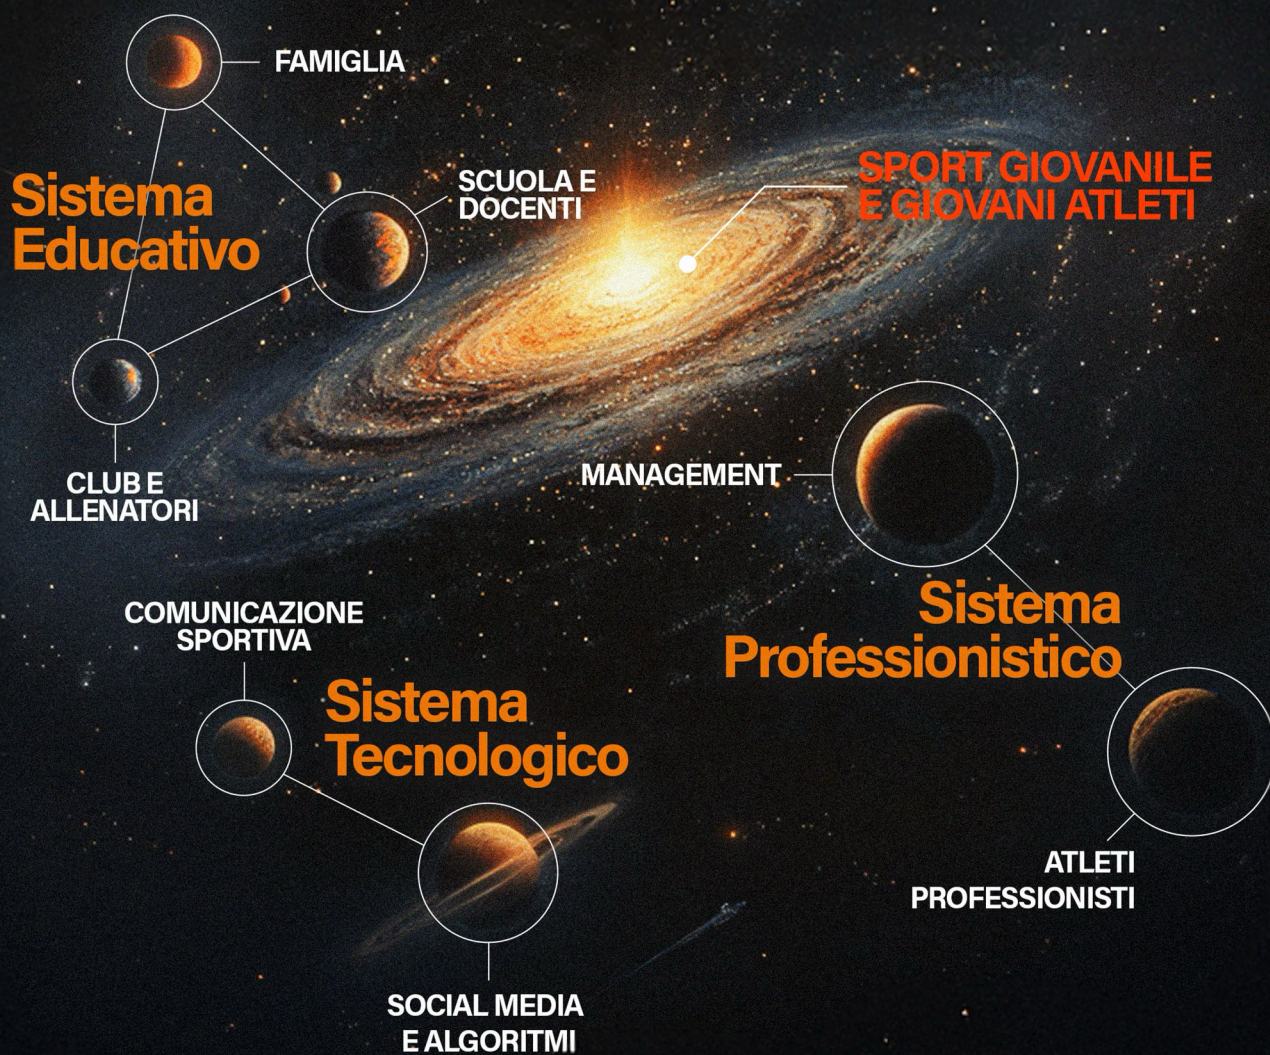 FAMIGLIA
Sistema
Educativo
SCUOLA E
DOCENTI
SPORT GIOVANILE
E GIOVANI ATLETI
CLUB E
ALLENATORI
MANAGEMENT
Sistema
Professionistico
COMUNICAZIONE
SPORTIVA
Sistema
Tecnologico
ATLETI
PROFESSIONISTI
SOCIAL MEDIA
E ALGORITMI